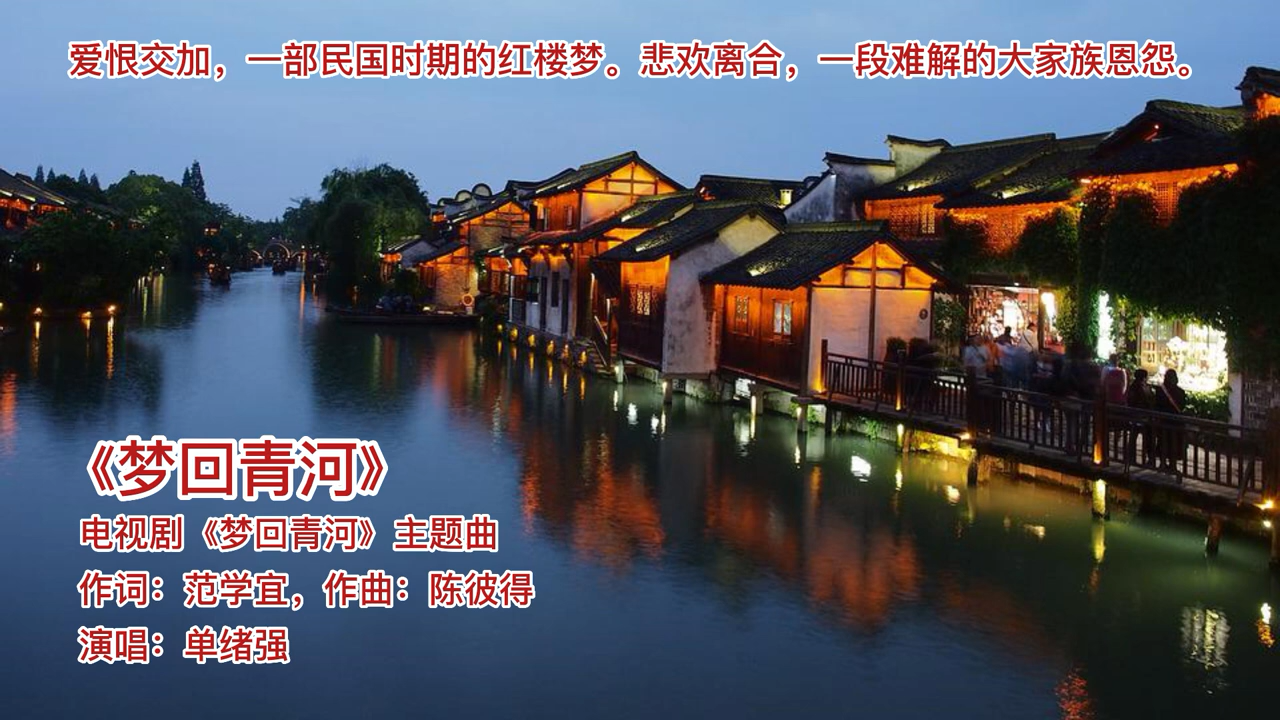 爱恨交加，一部民国时期的红楼梦。悲欢离合，一段难解的大家族恩怨。
《梦回青河》
电视剧《梦回青河》主题曲
作词：范学宜，作曲：陈彼得
演唱：单绪强